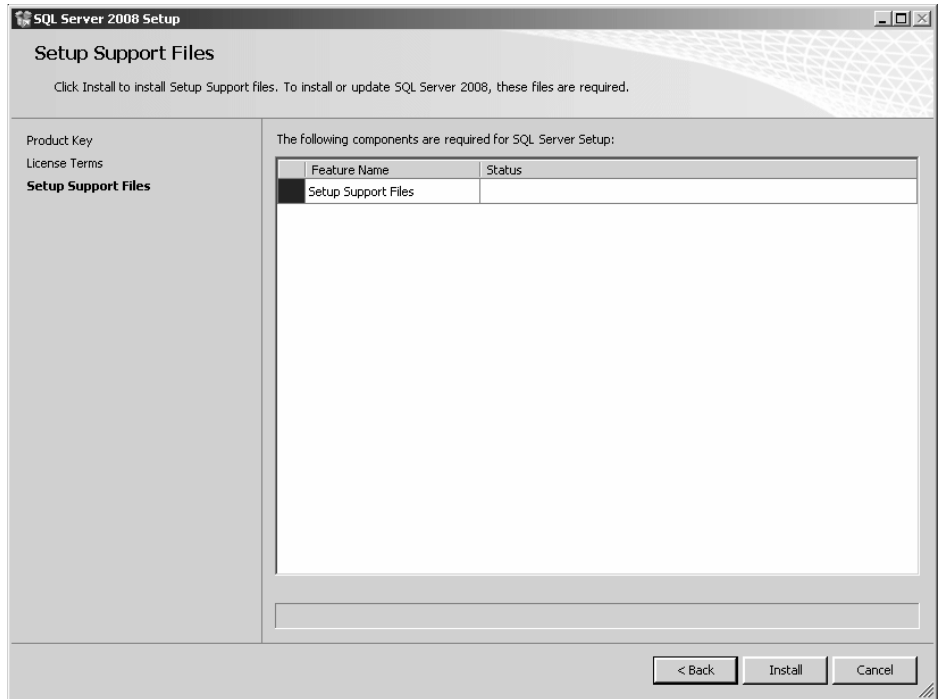 SQL Server 2008 Setup
Setup Support Files
Click Install to install Setup Support files. To install or update SQL Server 2008, these files are required.
Product Key
License Terms
Setup Support Files
The following components are required for SQL Server Setup:
Feature Name Status
Setup Support Files
< Back Install Cancel